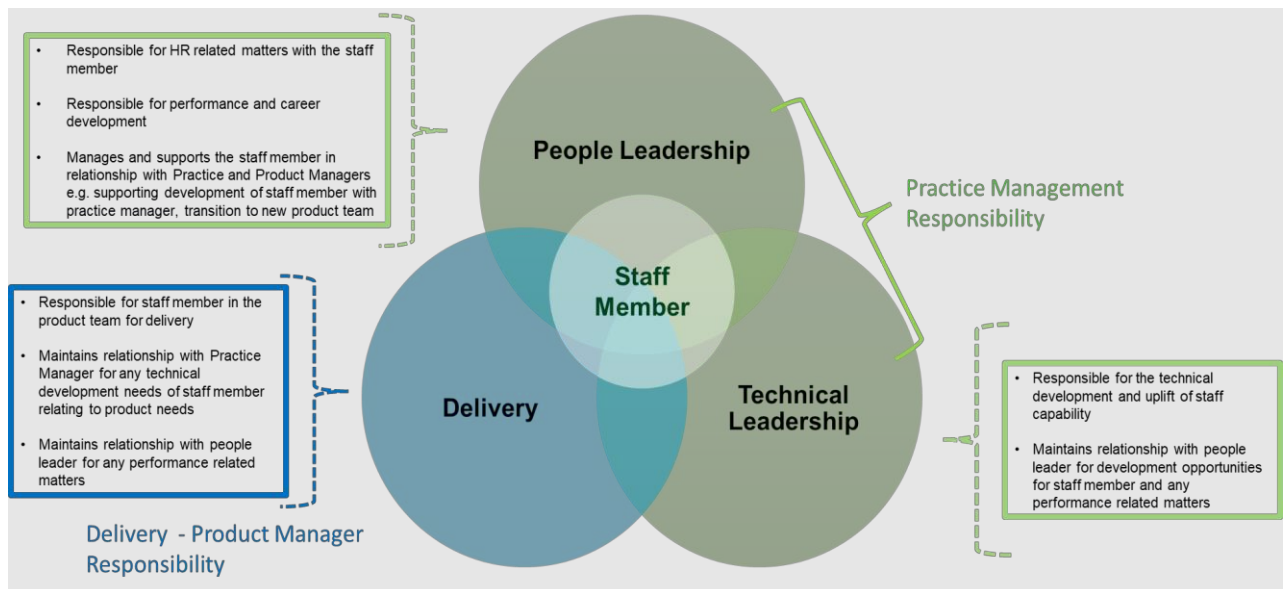 • Responsible for HR related matters with the staff
member
• Responsible for performance and career
development
• Manages and supports the staff member in
relationship with Practice and Product Managers
e.g. supporting development of staff member with
practice manager, transition to new product team
People Leadership
Practice Management
Responsibility
Staff
Member
• Responsible for staff member in the
product team for delivery
• Maintains relationship with Practice
Manager for any technical
development needs of staff member
relating to product needs
• Maintains relationship with people
leader for any performance related
matters
Delivery
Technical
Leadership
• Responsible for the technical
development and uplift of staff
capability
• Maintains relationship with people
leader for development opportunities
for staff member and any
performance related matters
Delivery - Product Manager
Responsibility